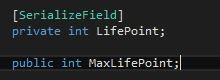 [SerializeField]
private int LifePoint;
public int MaxLifePoint;